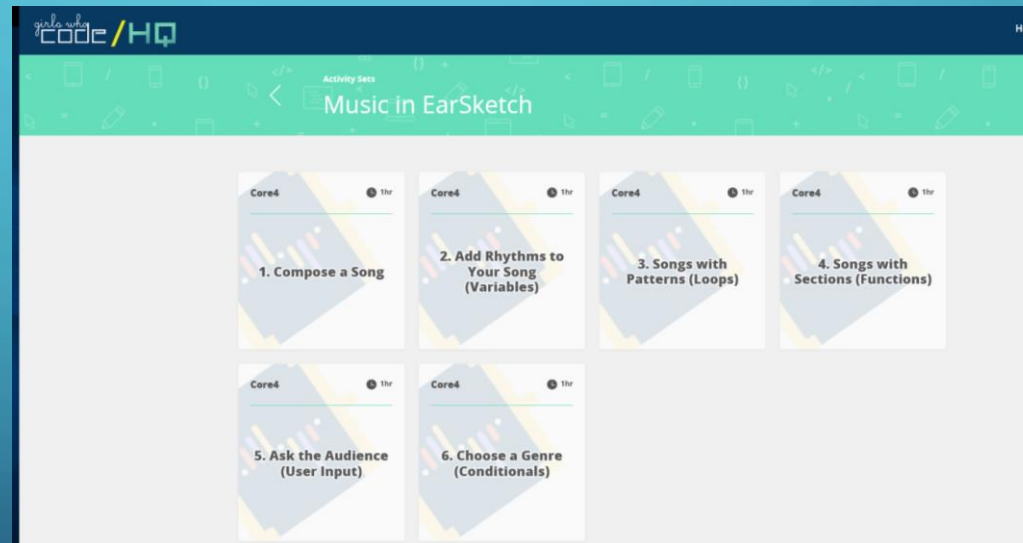 girls who
code/HQ
H
Activity Sets
Music in EarSketch
Core4 1hr
1. Compose a Song
Core4 1hr
2. Add Rhythms to
Your Song
(Variables)
Core4 1hr
3. Songs with
Patterns (Loops)
Core4 1hr
4. Songs with
Sections (Functions)
Core4 1hr
5. Ask the Audience
(User Input)
Core4 1hr
6. Choose a Genre
(Conditionals)